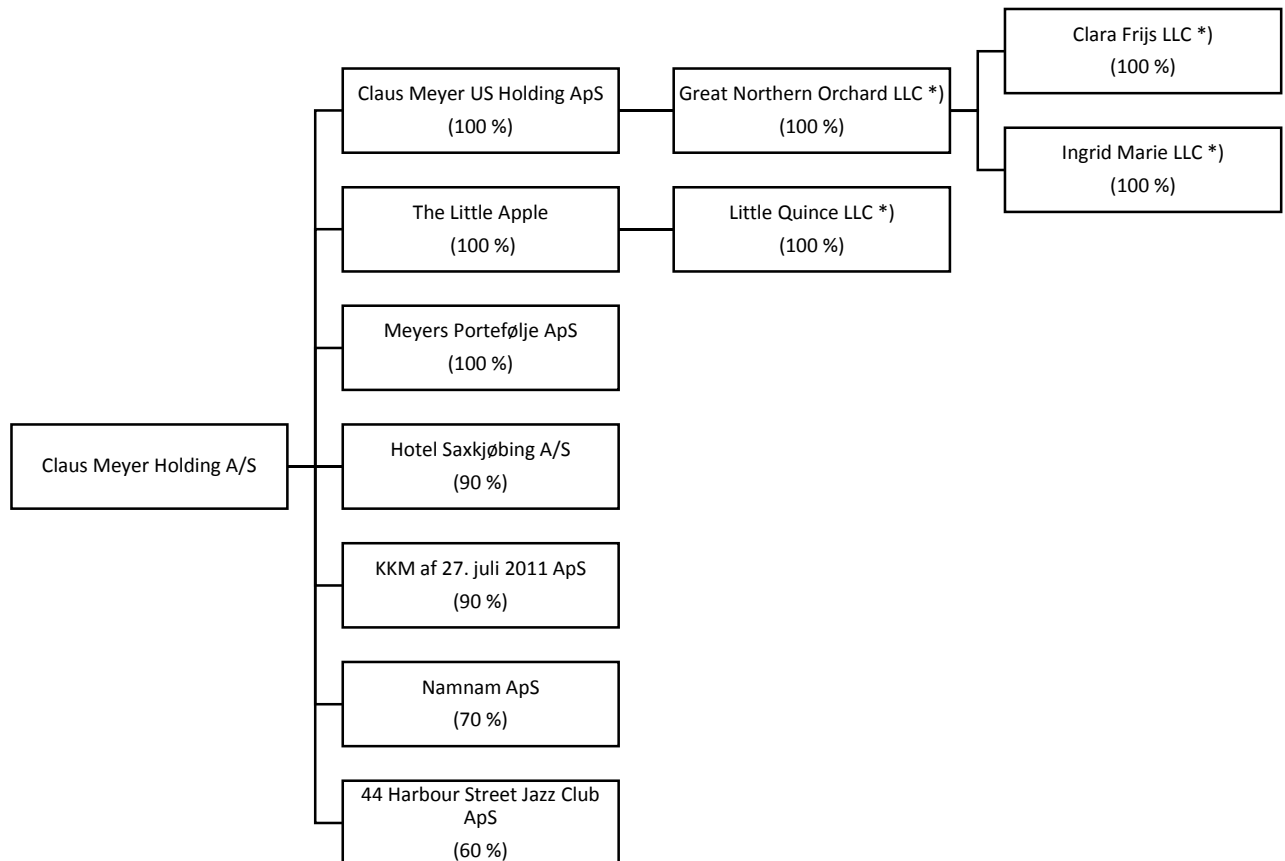 Clara Frijs LLC *)
(100 %)
Claus Meyer US Holding ApS
(100 %)
Great Northern Orchard LLC *)
(100 %)
Ingrid Marie LLC *)
(100 %)
The Little Apple
(100 %)
Little Quince LLC *)
(100 %)
Meyers Portefølje ApS
(100 %)
Claus Meyer Holding A/S
Hotel Saxkjøbing A/S
(90 %)
KKM af 27. juli 2011 ApS
(90 %)
Namnam ApS
(70 %)
44 Harbour Street Jazz Club
ApS
(60 %)